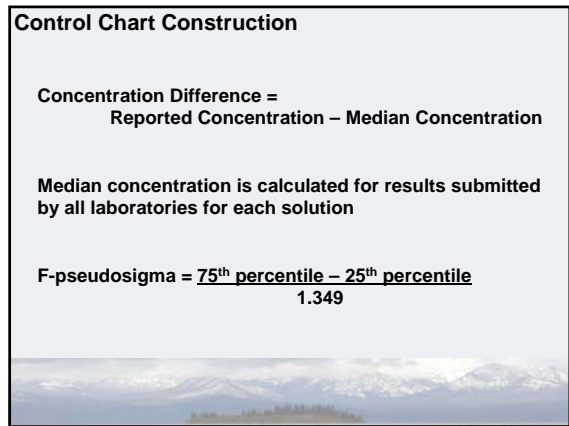 Control Chart Construction
Concentration Difference =
Reported Concentration – Median Concentration
Median concentration is calculated for results submitted
by all laboratories for each solution
F-pseudosigma = 75th percentile – 25th percentile
1.349